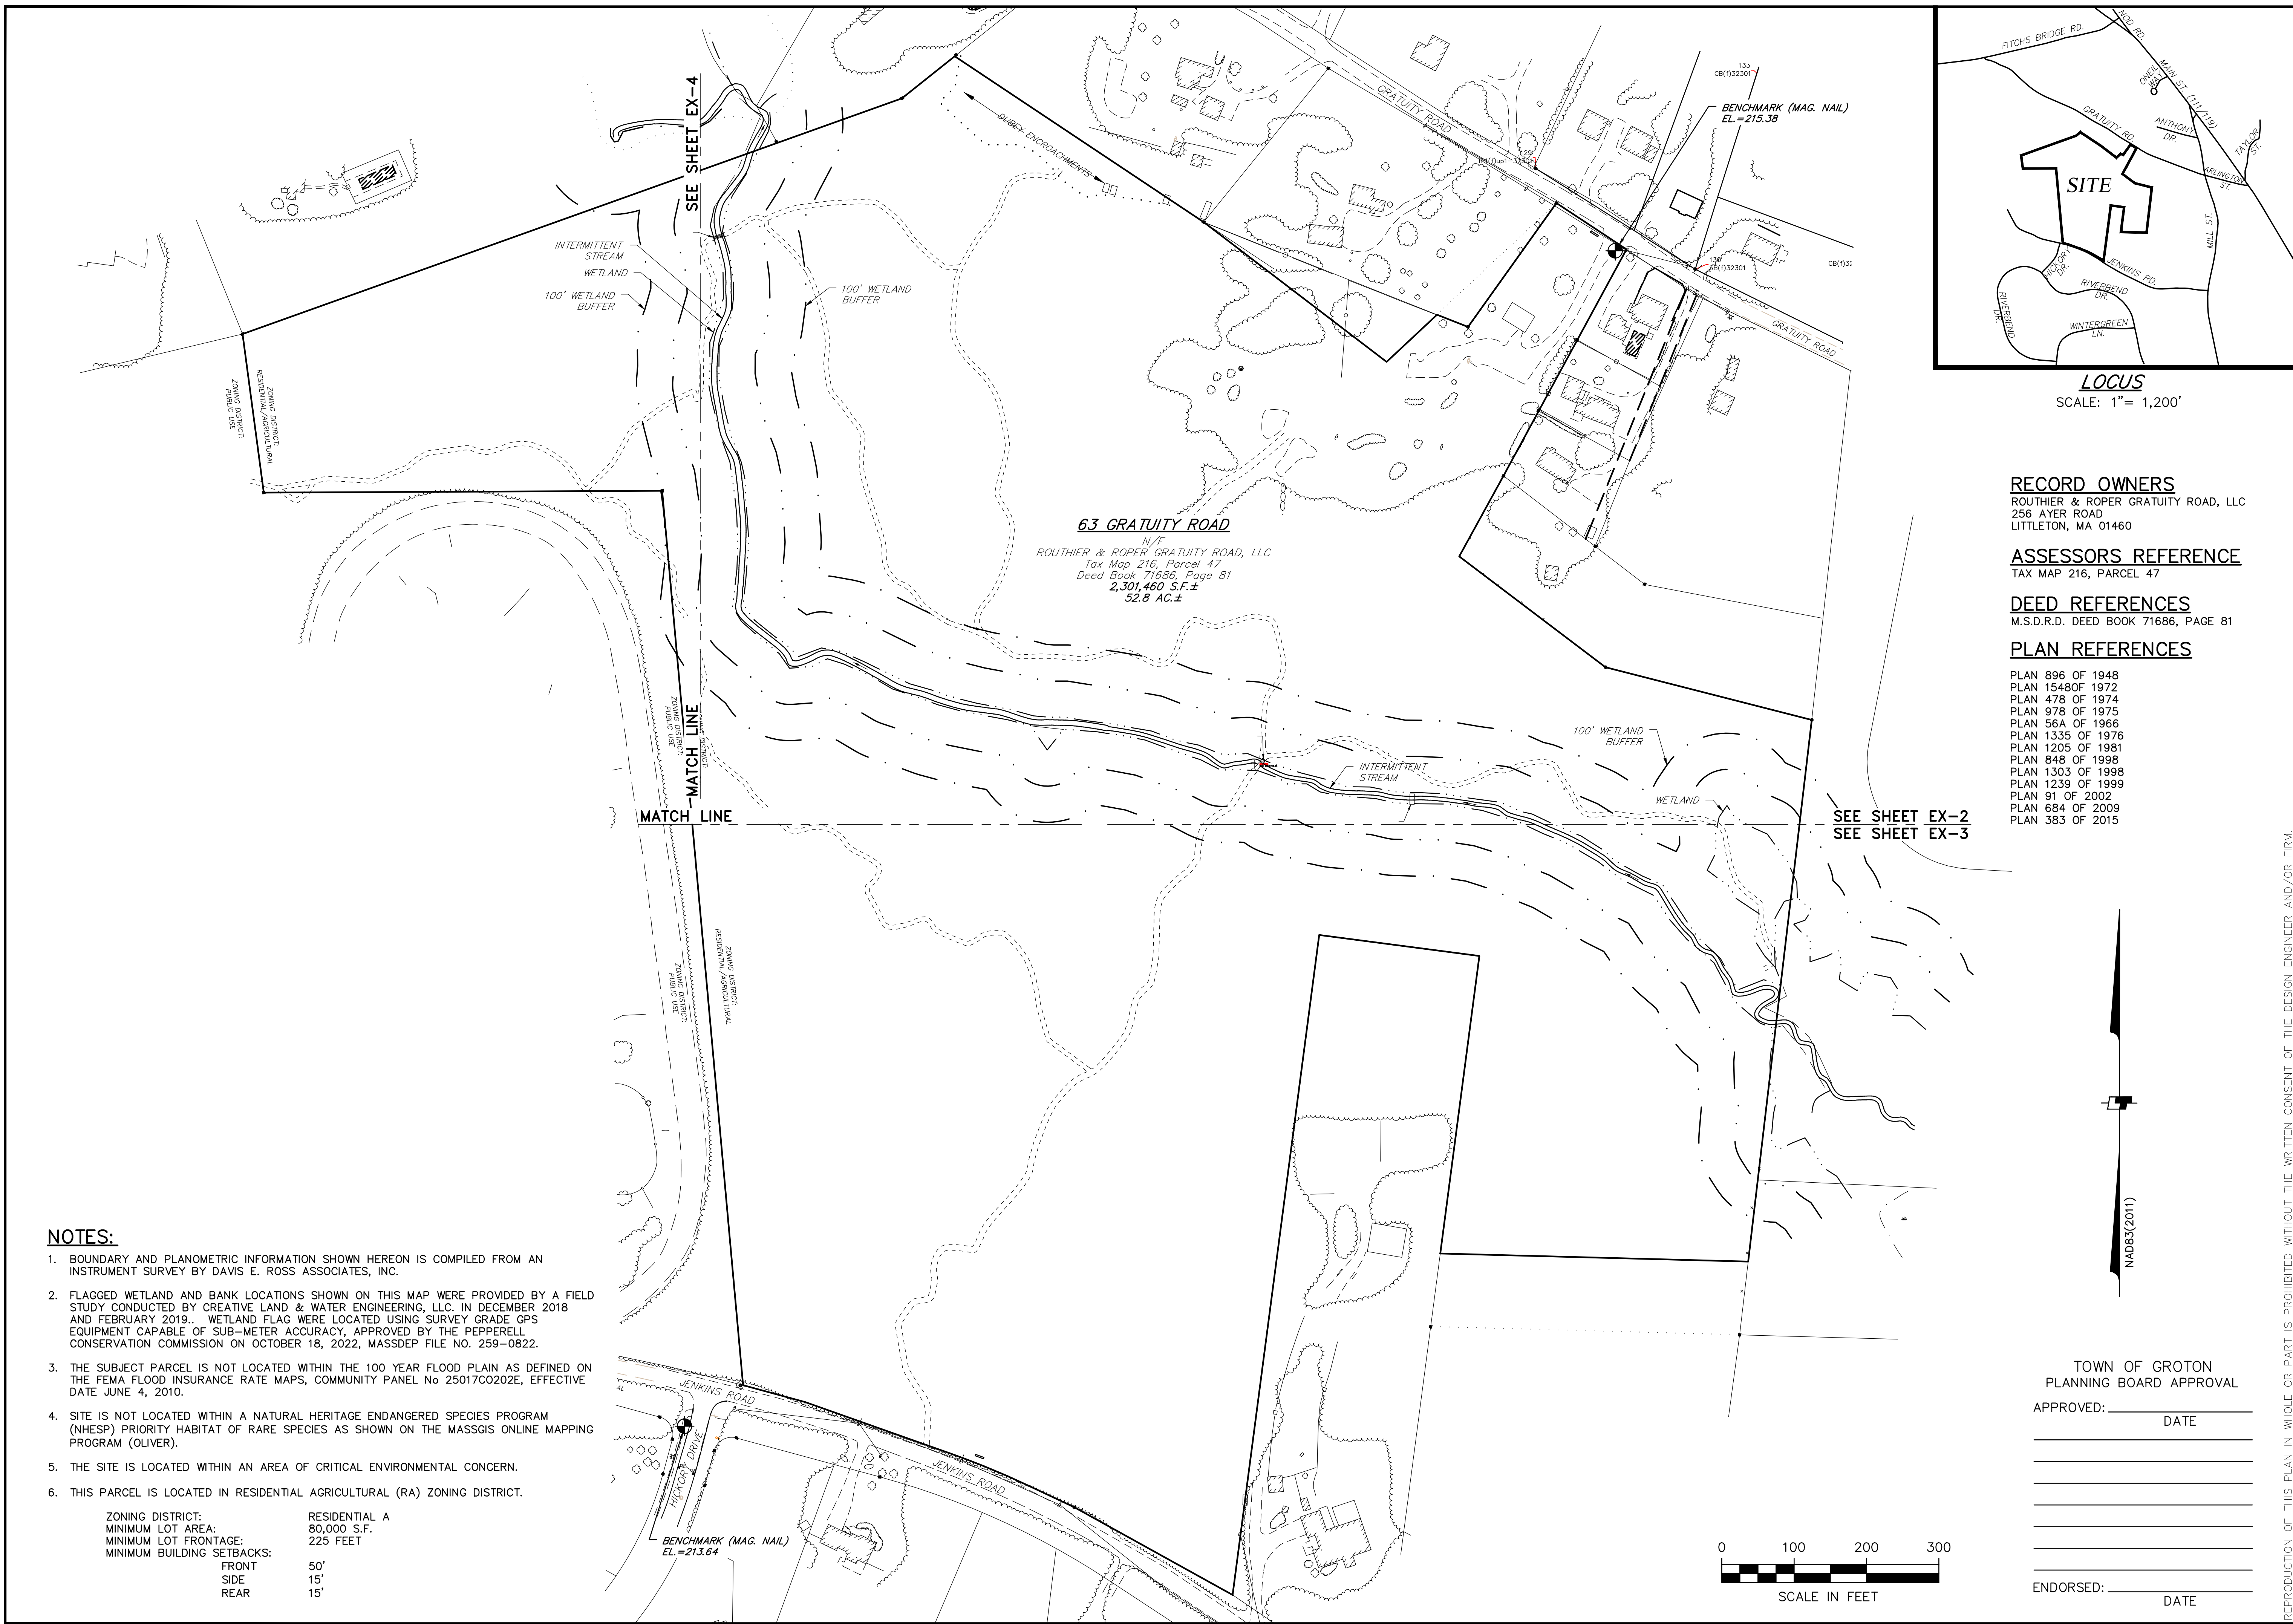 SEE SHEET EX-4
INTERMITTENT
STREAM
WETLAND
100' WETLAND
BUFFER
100' WETLAND
BUFFER
DUBEY ENCROACHMENTS
GRATUITY ROAD
BENCHMARK (MAG. NAIL)
EL.=215.38
CB(f)32301
130
SB(f)32301
GRATUITY ROAD
ZONING DISTRICT:
PUBLIC USE
ZONING DISTRICT:
RESIDENTIAL/AGRICULTURAL
63 GRATUITY ROAD
N/F
ROUTHIER & ROPER GRATUITY ROAD, LLC
Tax Map 216, Parcel 47
Deed Book 71686, Page 81
2,301,460 S.F.±
52.8 AC.±
ZONING DISTRICT:
PUBLIC USE
MATCH LINE
MATCH LINE
100' WETLAND
BUFFER
INTERMITTENT
STREAM
WETLAND
SEE SHEET EX-2
SEE SHEET EX-3
ZONING DISTRICT:
RESIDENTIAL/AGRICULTURAL
ZONING DISTRICT:
PUBLIC USE
JENKINS ROAD
HICKORY DRIVE
JENKINS ROAD
BENCHMARK (MAG. NAIL)
EL.=213.64
NOTES:
1. BOUNDARY AND PLANOMETRIC INFORMATION SHOWN HEREON IS COMPILED FROM AN
INSTRUMENT SURVEY BY DAVIS E. ROSS ASSOCIATES, INC.
2. FLAGGED WETLAND AND BANK LOCATIONS SHOWN ON THIS MAP WERE PROVIDED BY A FIELD
STUDY CONDUCTED BY CREATIVE LAND & WATER ENGINEERING, LLC. IN DECEMBER 2018
AND FEBRUARY 2019.. WETLAND FLAG WERE LOCATED USING SURVEY GRADE GPS
EQUIPMENT CAPABLE OF SUB-METER ACCURACY, APPROVED BY THE PEPPERELL
CONSERVATION COMMISSION ON OCTOBER 18, 2022, MASSDEP FILE NO. 259-0822.
3. THE SUBJECT PARCEL IS NOT LOCATED WITHIN THE 100 YEAR FLOOD PLAIN AS DEFINED ON
THE FEMA FLOOD INSURANCE RATE MAPS, COMMUNITY PANEL No 25017C0202E, EFFECTIVE
DATE JUNE 4, 2010.
4. SITE IS NOT LOCATED WITHIN A NATURAL HERITAGE ENDANGERED SPECIES PROGRAM
(NHESP) PRIORITY HABITAT OF RARE SPECIES AS SHOWN ON THE MASSGIS ONLINE MAPPING
PROGRAM (OLIVER).
5. THE SITE IS LOCATED WITHIN AN AREA OF CRITICAL ENVIRONMENTAL CONCERN.
6. THIS PARCEL IS LOCATED IN RESIDENTIAL AGRICULTURAL (RA) ZONING DISTRICT.
ZONING DISTRICT: RESIDENTIAL A
MINIMUM LOT AREA: 80,000 S.F.
MINIMUM LOT FRONTAGE: 225 FEET
MINIMUM BUILDING SETBACKS:
FRONT 50'
SIDE 15'
REAR 15'
FITCHS BRIDGE RD.
NOD RD.
ONEIL
WAY
MAIN ST. (111/119)
GRATUITY RD.
ANTHONY
DR.
TAYLOR
ST.
ARLINGTON
ST.
SITE
MILL ST.
HICKORY
DR.
JENKINS RD.
RIVERBEND
DR.
RIVERBEND
DR.
WINTERGREEN
LN.
LOCUS
SCALE: 1"= 1,200'
RECORD OWNERS
ROUTHIER & ROPER GRATUITY ROAD, LLC
256 AYER ROAD
LITTLETON, MA 01460
ASSESSORS REFERENCE
TAX MAP 216, PARCEL 47
DEED REFERENCES
M.S.D.R.D. DEED BOOK 71686, PAGE 81
PLAN REFERENCES
PLAN 896 OF 1948
PLAN 1548OF 1972
PLAN 478 OF 1974
PLAN 978 OF 1975
PLAN 56A OF 1966
PLAN 1335 OF 1976
PLAN 1205 OF 1981
PLAN 848 OF 1998
PLAN 1303 OF 1998
PLAN 1239 OF 1999
PLAN 91 OF 2002
PLAN 684 OF 2009
PLAN 383 OF 2015
NAD83(2011)
0 100 200 300
SCALE IN FEET
TOWN OF GROTON
PLANNING BOARD APPROVAL
APPROVED:
DATE
ENDORSED:
DATE
REPRODUCTION OF THIS PLAN IN WHOLE OR PART IS PROHIBITED WITHOUT THE WRITTEN CONSENT OF THE DESIGN ENGINEER AND/OR FIRM.